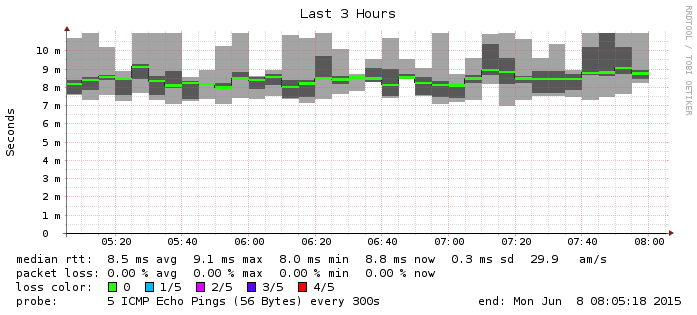 Last 3 Hours
RRDTOOL / TOBI OETIKER
Seconds
10 m
9 m
8 m
7 m
6 m
5 m
4 m
3 m
2 m
1 m
0
05:20 05:40 06:00 06:20 06:40 07:00 07:20 07:40 08:00
median rtt: 8.5 ms avg 9.1 ms max 8.0 ms min 8.8 ms now 0.3 ms sd 29.9 am/s
packet loss: 0.00 % avg 0.00 % max 0.00 % min 0.00 % now
loss color: 0 1/5 2/5 3/5 4/5
probe: 5 ICMP Echo Pings (56 Bytes) every 300s end: Mon Jun 8 08:05:18 2015